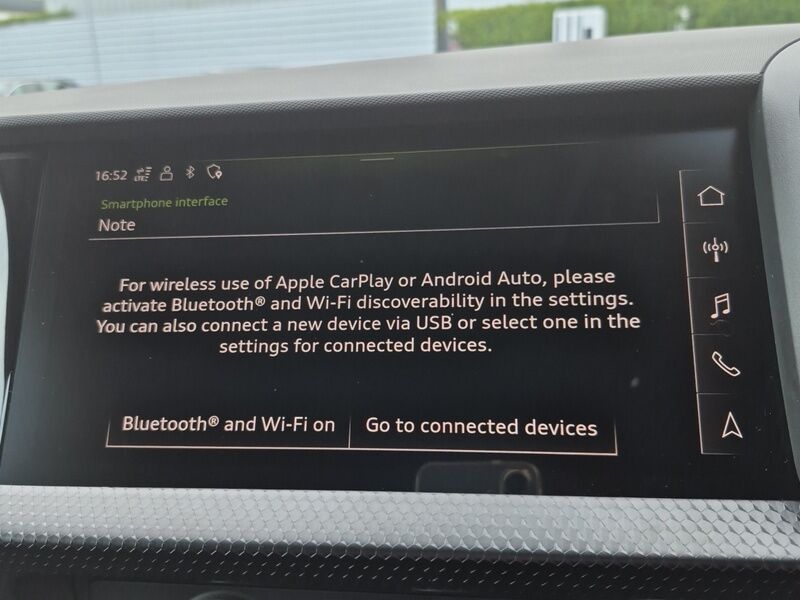 16:52 LTE
Smartphone interface
Note
For wireless use of Apple CarPlay or Android Auto, please
activate Bluetooth® and Wi-Fi discoverability in the settings.
You can also connect a new device via USB or select one in the
settings for connected devices.
Bluetooth® and Wi-Fi on
Go to connected devices